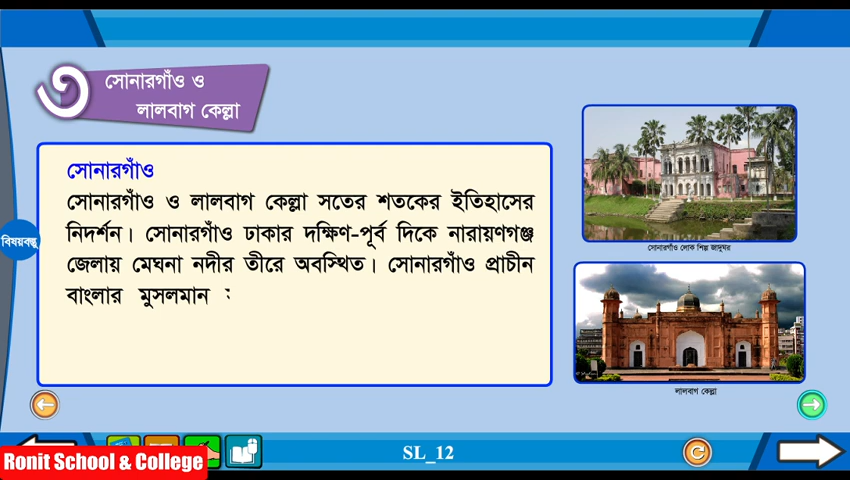 ৩
সোনারগাঁও ও
লালবাগ কেল্লা
সোনারগাঁও
সোনারগাঁও ও লালবাগ কেল্লা সতের শতকের ইতিহাসের
নিদর্শন। সোনারগাঁও ঢাকার দক্ষিণ-পূর্ব দিকে নারায়ণগঞ্জ
জেলায় মেঘনা নদীর তীরে অবস্থিত। সোনারগাঁও প্রাচীন
বাংলার মুসলমান
বিষয়বস্তু
সোনারগাঁও লোক শিল্প জাদুঘর
লালবাগ কেল্লা
SL_12
Ronit School & College